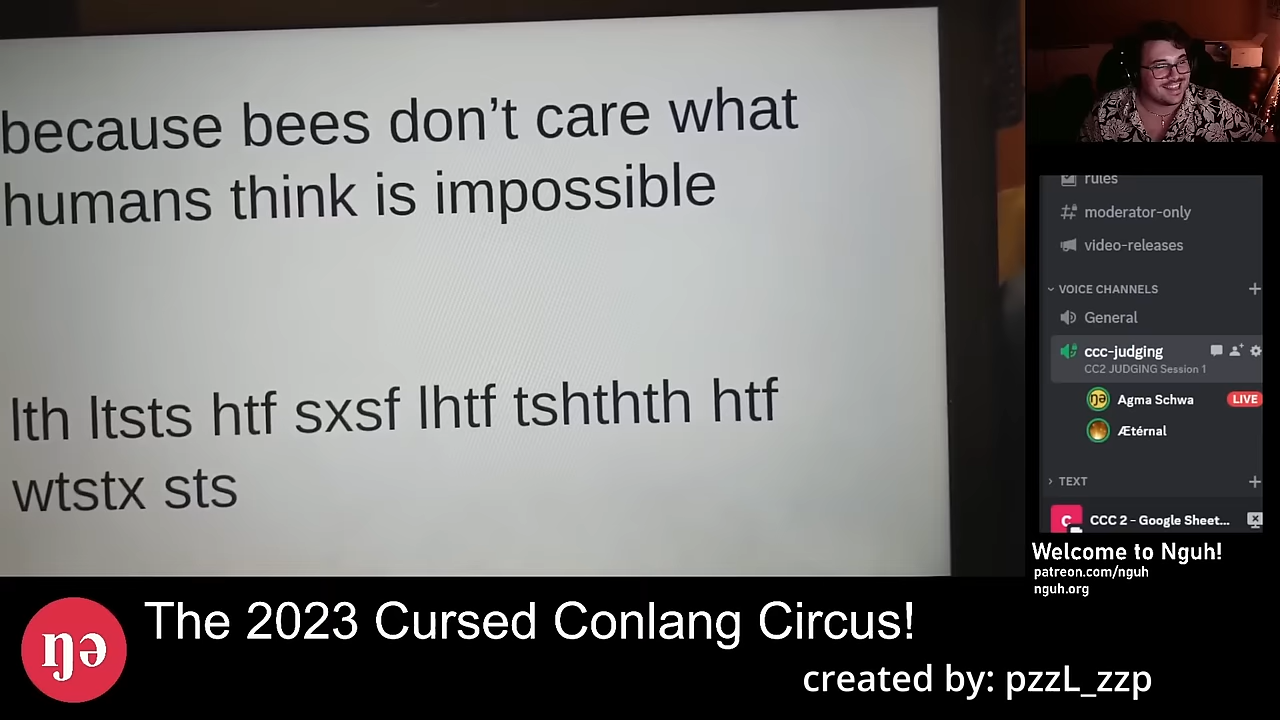 because bees don’t care what
humans think is impossible
lth ltsts htf sxsf lhtf tshthth htf
wtstx sts
rules
moderator-only
video-releases
VOICE CHANNELS
General
ccc-judging
CC2 JUDGING Session 1
ŋə Agma Schwa LIVE
Ætérnal
TEXT
C CCC 2 - Google Sheet...
Welcome to Nguh!
patreon.com/nguh
nguh.org
ŋə
The 2023 Cursed Conlang Circus!
created by: pzzL_zzp